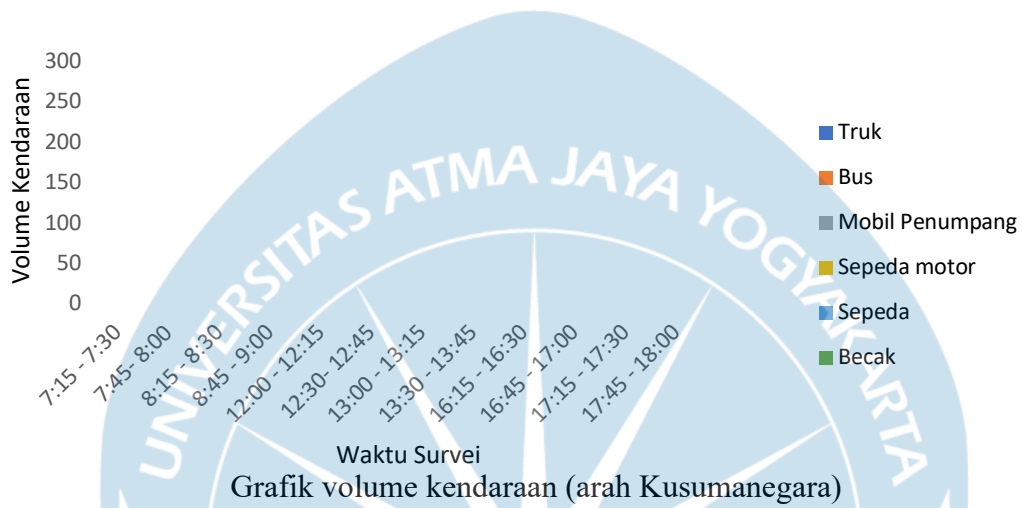 300
250
200
150
100
50
0
Volume Kendaraan
7:15 - 7:30
7:45- 8:00
8:15 - 8:30
8:45 - 9:00
12:00 - 12:15
12:30- 12:45
13:00 - 13:15
13:30 - 13:45
16:15 - 16:30
16:45 - 17:00
17:15 - 17:30
17:45 - 18:00
Waktu Survei
Truk
Bus
Mobil Penumpang
Sepeda motor
Sepeda
Becak
UNIVERSITAS ATMA JAYA YOGYAKARTA
Grafik volume kendaraan (arah Kusumanegara)